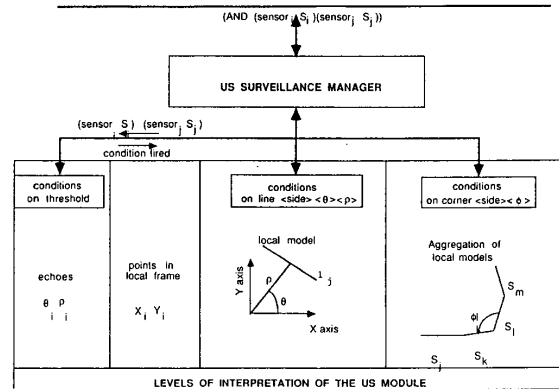 (AND (sensor i S i )(sensor j S j ))
US SURVEILLANCE MANAGER
(sensor i S i ) (sensor j S j )
condition fired
conditions
on threshold
conditions
on line <side> <θ> <ρ>
conditions
on corner <side> < ϕ >
echoes
θ i ρ i
points in
local frame
X i Y i
local model
Y axis
ρ
θ
l j
X axis
Aggregation of
local models
S m
ϕ
S l
S j S k
LEVELS OF INTERPRETATION OF THE US MODULE